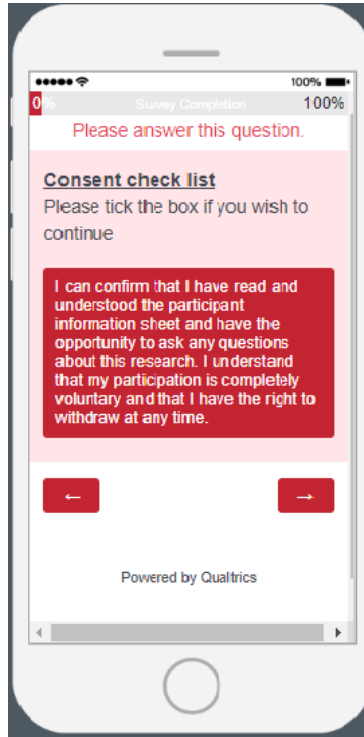 100%
0% Survey Completion 100%
Please answer this question.
Consent check list
Please tick the box if you wish to
continue
I can confirm that I have read and
understood the participant
information sheet and have the
opportunity to ask any questions
about this research. I understand
that my participation is completely
voluntary and that I have the right to
withdraw at any time.
← →
Powered by Qualtrics